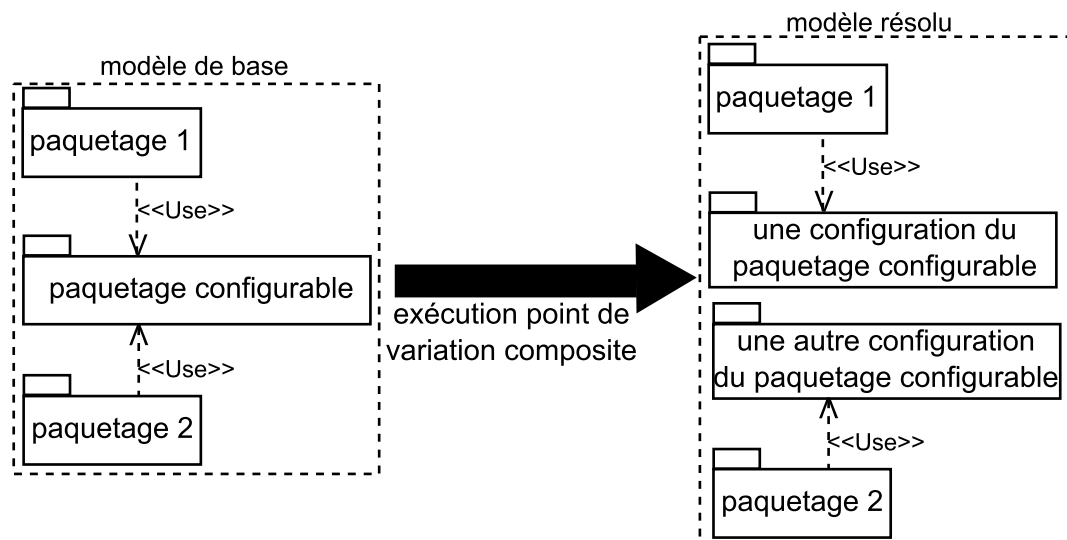 modèle de base
paquetage 1
<<Use>>
paquetage configurable
<<Use>>
paquetage 2
exécution point de
variation composite
modèle résolu
paquetage 1
<<Use>>
une configuration du
paquetage configurable
une autre configuration
du paquetage configurable
<<Use>>
paquetage 2